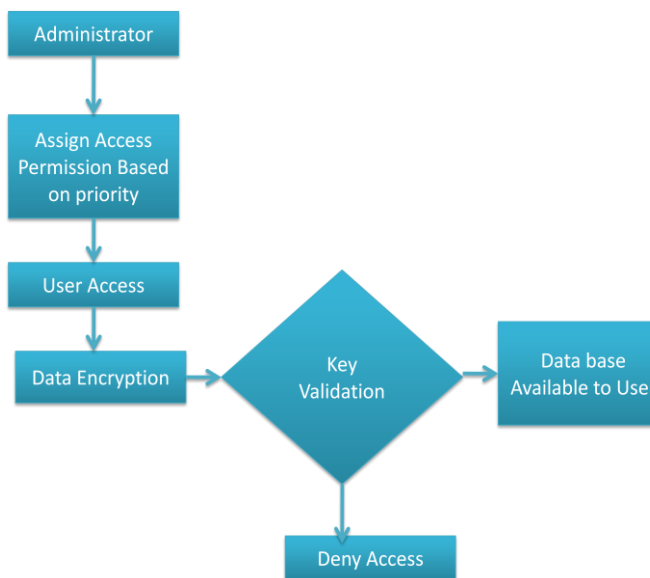 Administrator
Assign Access
Permission Based
on priority
User Access
Data Encryption
Key
Validation
Data base
Available to Use
Deny Access